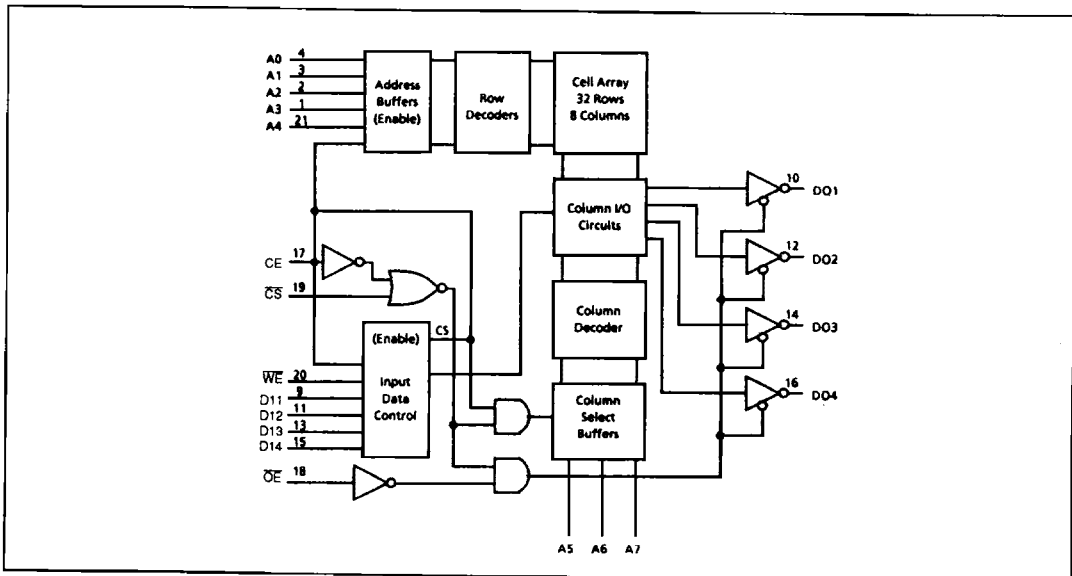 A0 4
A1 3
A2 2
A3 1
A4 21
Address
Buffers
(Enable)
Row
Decoders
Cell Array
32 Rows
8 Columns
Column I/O
Circuits
10 DO1
12 DO2
14 DO3
16 DO4
CE 17
C̅S̅ 19
Column
Decoder
(Enable)
CS
Input
Data
Control
W̅E̅ 20
D11 9
D12 11
D13 13
D14 15
O̅E̅ 18
Column
Select
Buffers
A5 A6 A7